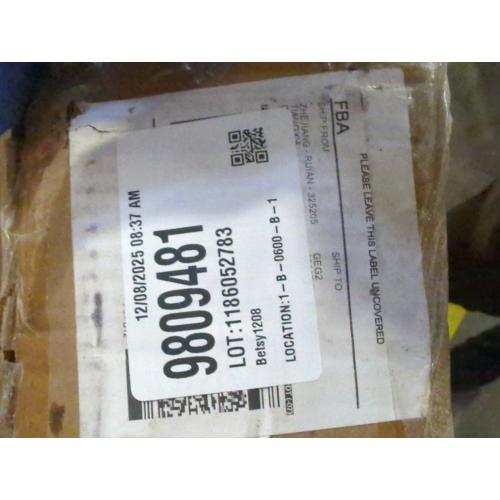 12/08/2025 08:37 AM
9809481
LOT:1186052783
Betsy1208
LOCATION:1-B-0600-B-1
FBA
SHIP FROM
ZHEJIANG - RUIAN - 325205
SHIP TO
GEG2
PLEASE LEAVE THIS LABEL UNCOVERED